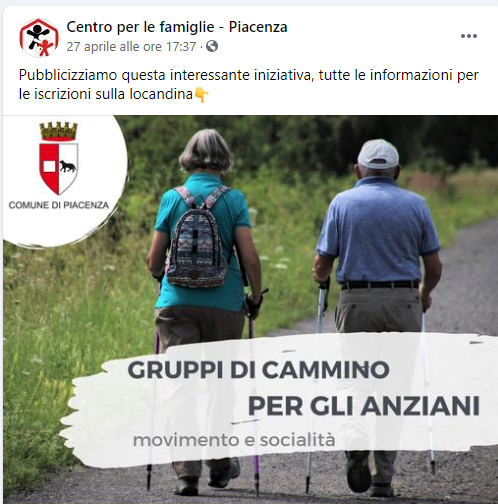 Centro per le famiglie - Piacenza
27 aprile alle ore 17:37 ·
Pubblicizziamo questa interessante iniziativa, tutte le informazioni per
le iscrizioni sulla locandina👇
COMUNE DI PIACENZA
GRUPPI DI CAMMINO
PER GLI ANZIANI
movimento e socialità